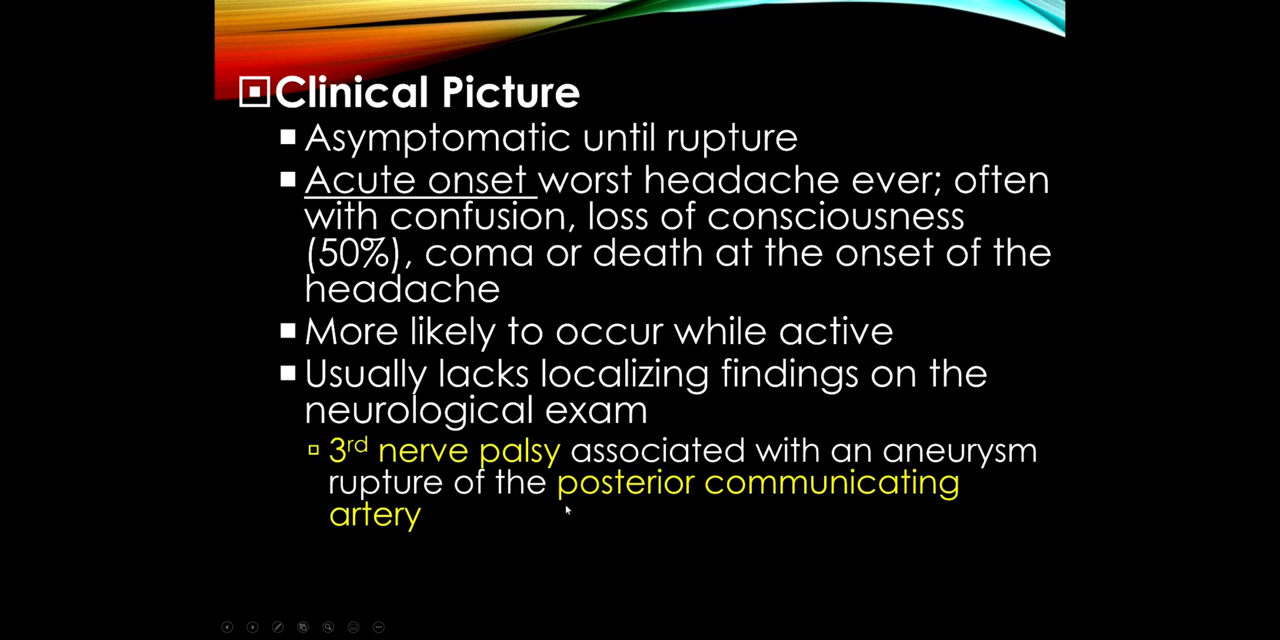 Clinical Picture
Asymptomatic until rupture
Acute onset worst headache ever; often
with confusion, loss of consciousness
(50%), coma or death at the onset of the
headache
More likely to occur while active
Usually lacks localizing findings on the
neurological exam
3rd nerve palsy associated with an aneurysm
rupture of the posterior communicating
artery